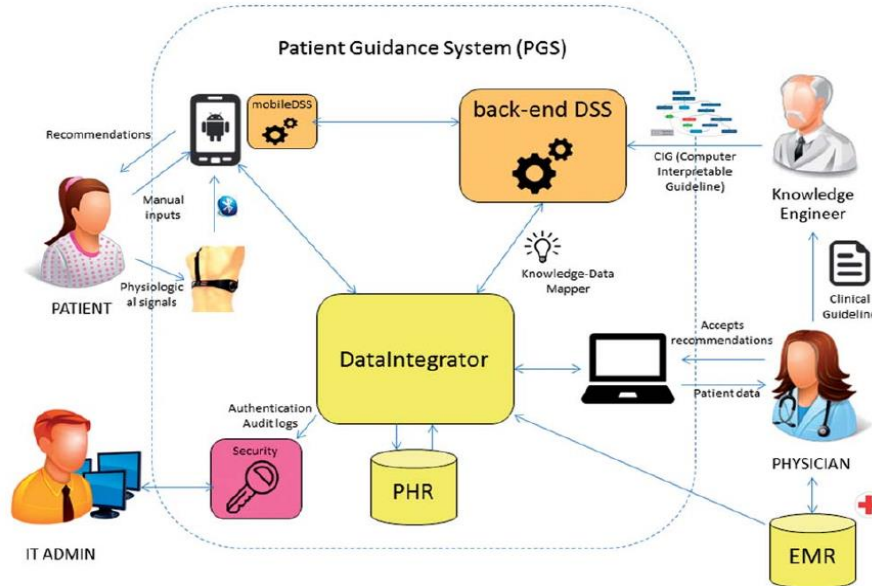 Patient Guidance System (PGS)
mobileDSS
back-end DSS
Recommendations
CIG (Computer
Interpretable
Guideline)
Knowledge
Engineer
Manual
inputs
PATIENT
Physiologic
al signals
Knowledge-Data
Mapper
Clinical
Guideline
Accepts
recommendations
DataIntegrator
Patient data
Authentication
Audit logs
Security
PHR
PHYSICIAN
IT ADMIN
EMR